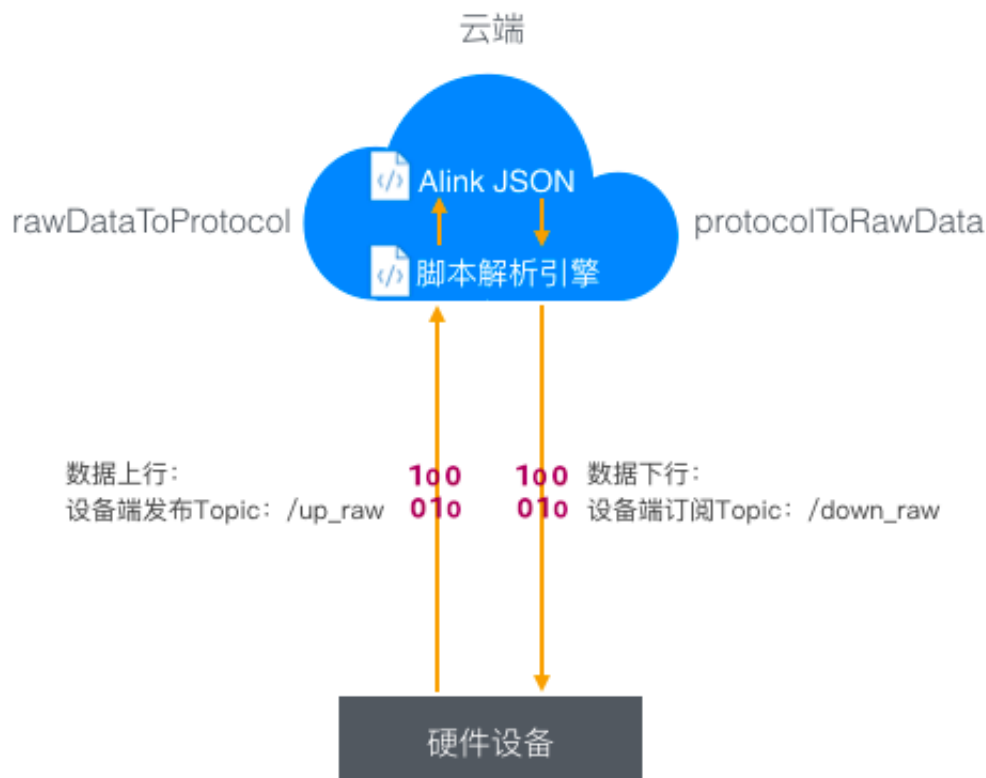 云端
</>
Alink JSON
rawDataToProtocol
protocolToRawData
</>
脚本解析引擎
数据上行：
设备端发布Topic：/up_raw
100
010
100
010
数据下行：
设备端订阅Topic：/down_raw
硬件设备